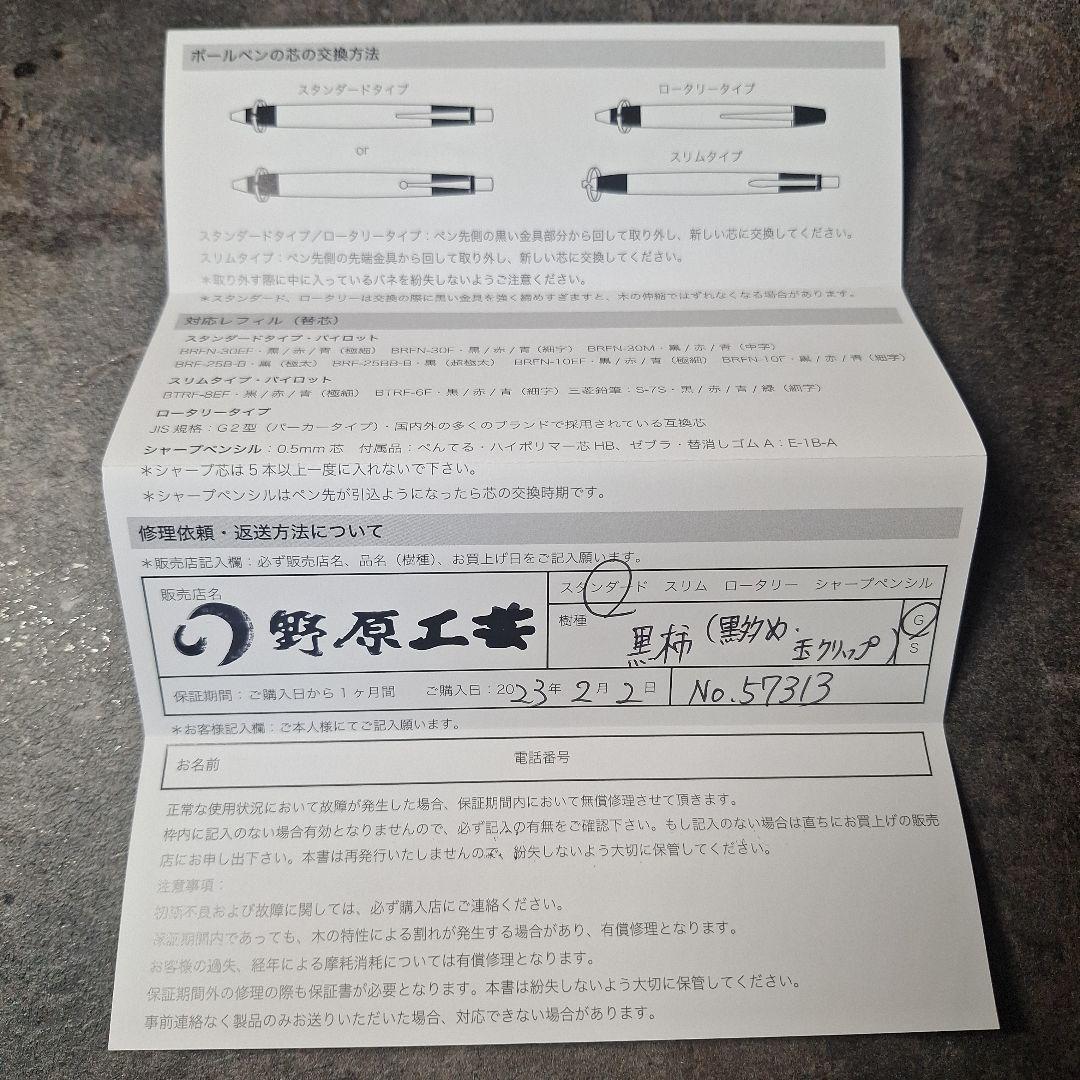 ボールペンの芯の交換方法
スタンダードタイプ
ロータリータイプ
or
スリムタイプ
スタンダードタイプ／ロータリータイプ：ペン先側の黒い金具部分から回して取り外し、新しい芯に交換してください。
スリムタイプ：ペン先側の先端金具から回して取り外し、新しい芯に交換してください。
＊取り外す際に中に入っているバネを紛失しないようご注意ください。
＊スタンダード、ロータリーは交換の際に黒い金具を強く締めすぎますと、木の伸縮ではずれなくなる場合があります。
対応レフィル（替芯）
スタンダードタイプ・パイロット
BRFN-30EF・黒/赤/青（極細） BRFN-30F・黒/赤/青（細字） BRFN-30M・黒/赤/青（中字）
BRF-25B-B・黒（極太） BRF-25BB-B・黒（超極太） BRFN-10EF・黒/赤/青（極細） BRFN-10F・黒/赤/青（細字）
スリムタイプ・パイロット
BTRF-8EF・黒/赤/青（極細） BTRF-6F・黒/赤/青（細字）三菱鉛筆：S-7S・黒/赤/青/緑（細字）
ロータリータイプ
JIS規格：G2型（パーカータイプ）・国内外の多くのブランドで採用されている互換芯
シャープペンシル：0.5mm芯 付属品：ぺんてる・ハイポリマー芯HB、ゼブラ・替消しゴムA：E-1B-A
＊シャープ芯は5本以上一度に入れないで下さい。
＊シャープペンシルはペン先が引込ようになったら芯の交換時期です。
修理依頼・返送方法について
＊販売店記入欄：必ず販売店名、品名（樹種）、お買上げ日をご記入願います。
販売店名
野原工芸
スタンダード スリム ロータリー シャープペンシル
樹種
黒柿（黒多め・玉クリップ）
G
S
保証期間：ご購入日から1ヶ月間 ご購入日：2023年2月2日 No.57313
＊お客様記入欄：ご本人様にてご記入願います。
お名前 電話番号
正常な使用状況において故障が発生した場合、保証期間内において無償修理させて頂きます。
枠内に記入のない場合有効となりませんので、必ず記入の有無をご確認下さい。もし記入のない場合は直ちにお買上げの販売
店にお申し出下さい。本書は再発行いたしませんので、紛失しないよう大切に保管してください。
注意事項：
初期不良および故障に関しては、必ず購入店にご連絡ください。
保証期間内であっても、木の特性による割れが発生する場合があり、有償修理となります。
お客様の過失、経年による摩耗消耗については有償修理となります。
保証期間外の修理の際も保証書が必要となります。本書は紛失しないよう大切に保管してください。
事前連絡なく製品のみお送りいただいた場合、対応できない場合があります。